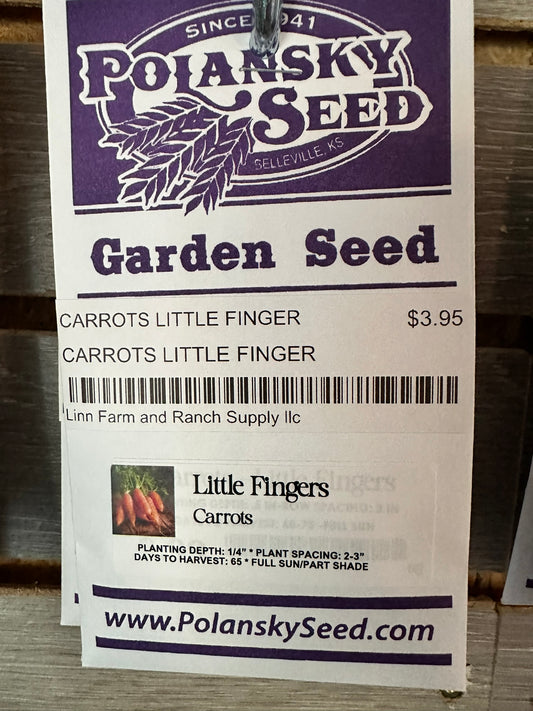 SINCE 1941
POLANSKY
SEED
BELLEVILLE, KS
Garden Seed
CARROTS LITTLE FINGER $3.95
CARROTS LITTLE FINGER
Linn Farm and Ranch Supply llc
Little Fingers
Carrots
PLANTING DEPTH: 1/4" * PLANT SPACING: 2-3"
DAYS TO HARVEST: 65 * FULL SUN/PART SHADE
www.PolanskySeed.com